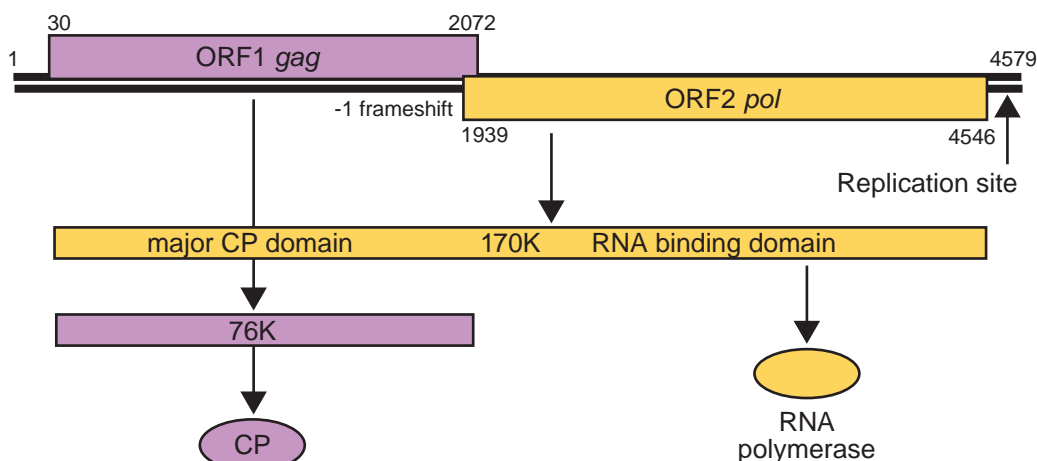 30 2072
1 4579
ORF1 gag
ORF2 pol
-1 frameshift
1939 4546
Replication site
major CP domain 170K RNA binding domain
76K
CP
RNA
polymerase